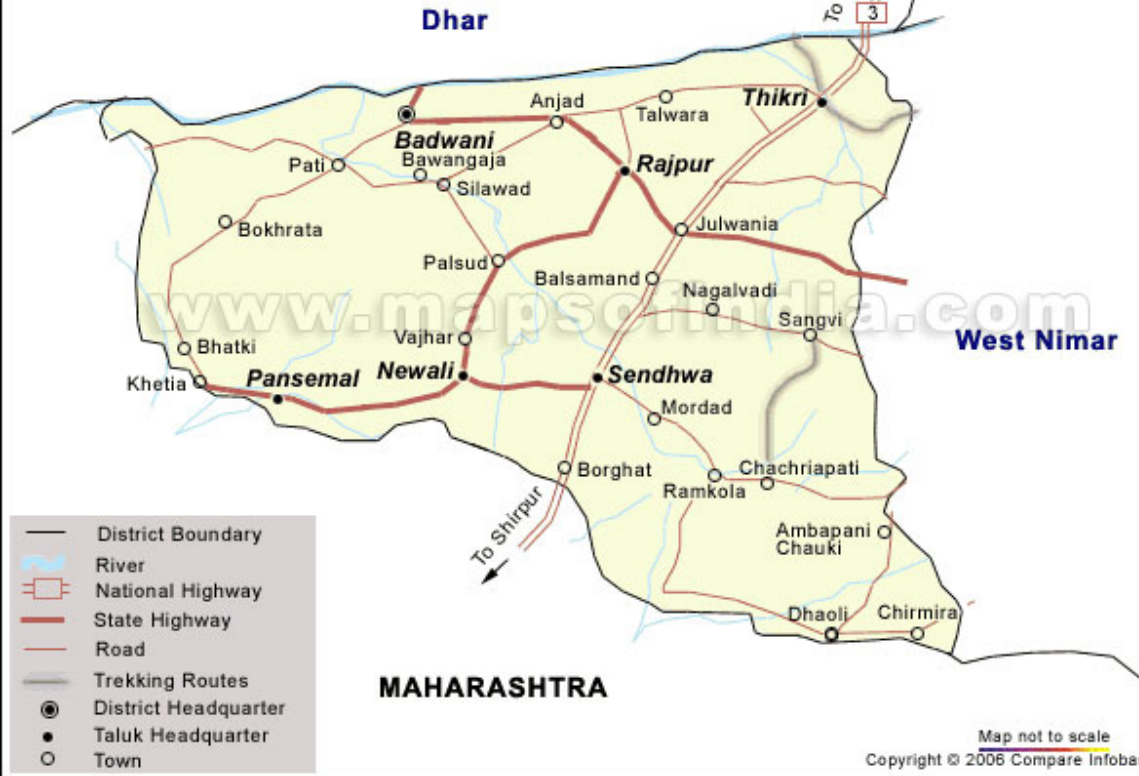 Dhar
To
3
Thikri
Anjad
Talwara
Badwani
Bawangaja
Pati
Silawad
Rajpur
Bokhrata
Julwania
Palsud
Balsamand
Nagalvadi
www.mapsofindia.com
Sangvi
West Nimar
Vajhar
Bhatki
Khetia
Pansemal
Newali
Sendhwa
Mordad
Borghat
Chachriapati
Ramkola
To Shirpur
Ambapani
Chauki
Dhaoli
Chirmira
MAHARASHTRA
District Boundary
River
National Highway
State Highway
Road
Trekking Routes
District Headquarter
Taluk Headquarter
Town
Map not to scale
Copyright © 2006 Compare Infoba